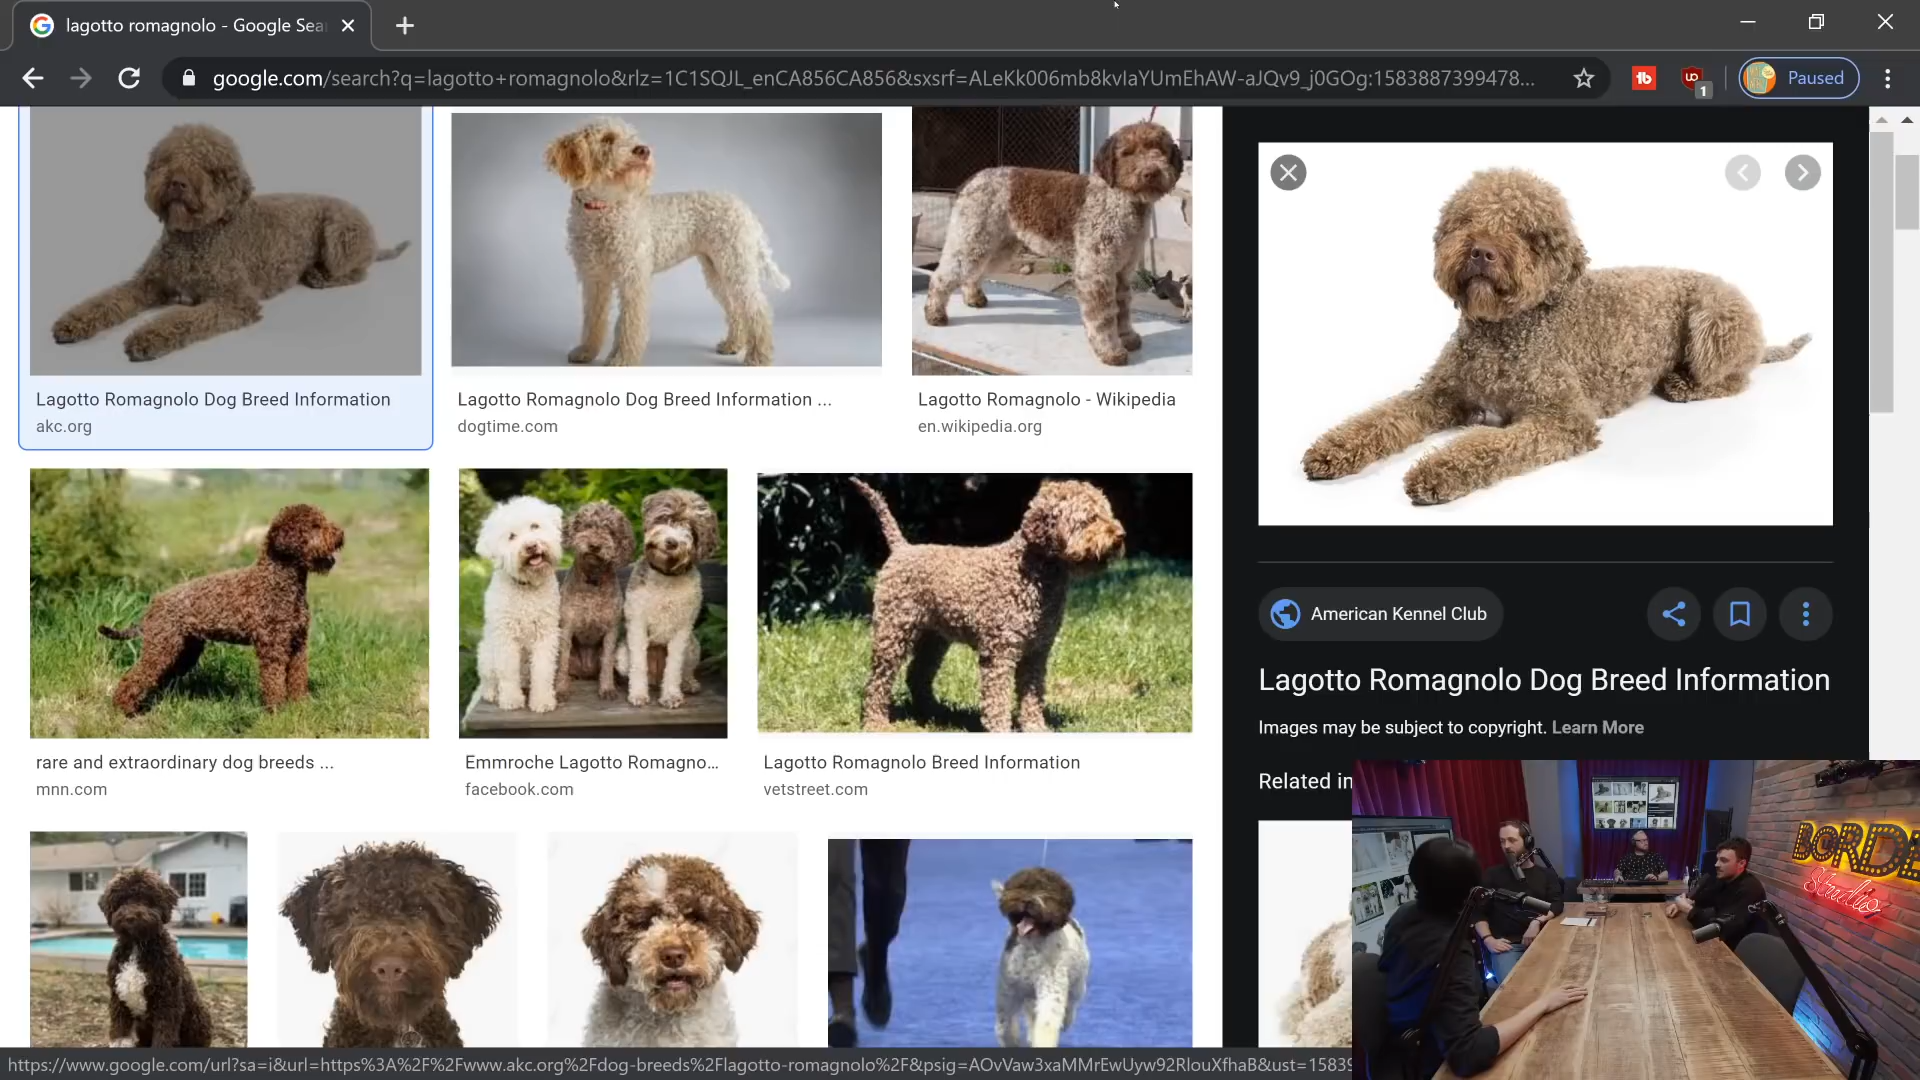 lagotto romagnolo - Google Sea
google.com/search?q=lagotto+romagnolo&rlz=1C1SQJL_enCA856CA856&sxsrf=ALeKk006mb8kvlaYUmEhAW-aJQv9_j0GOg:1583887399478...
1
Paused
Lagotto Romagnolo Dog Breed Information
akc.org
Lagotto Romagnolo Dog Breed Information ...
dogtime.com
Lagotto Romagnolo - Wikipedia
en.wikipedia.org
rare and extraordinary dog breeds ...
mnn.com
Emmroche Lagotto Romagno...
facebook.com
Lagotto Romagnolo Breed Information
vetstreet.com
American Kennel Club
Lagotto Romagnolo Dog Breed Information
Images may be subject to copyright. Learn More
Related in
BORDE
Studio
https://www.google.com/url?sa=i&url=https%3A%2F%2Fwww.akc.org%2Fdog-breeds%2Flagotto-romagnolo%2F&psig=AOvVaw3xaMMrEwUyw92RlouXfhaB&ust=15839